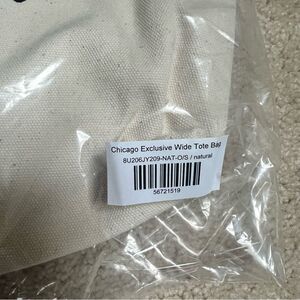 Chicago Exclusive Wide Tote Bag
8U206JY209-NAT-O/S / natural
56721519